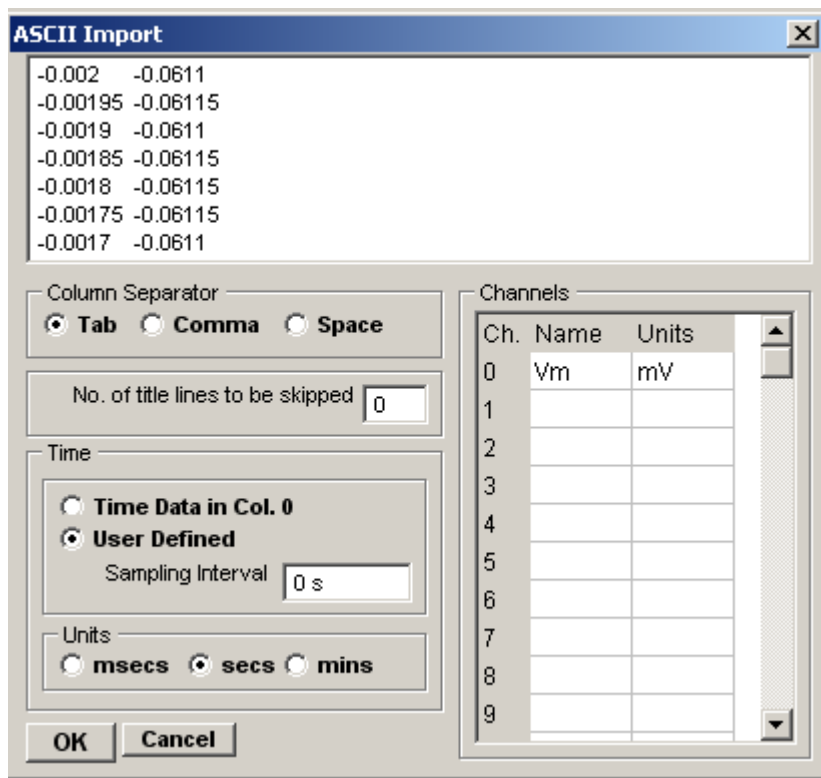 ASCII Import
-0.002 -0.0611
-0.00195 -0.06115
-0.0019 -0.0611
-0.00185 -0.06115
-0.0018 -0.06115
-0.00175 -0.06115
-0.0017 -0.0611
Column Separator
Tab Comma Space
No. of title lines to be skipped 0
Time
Time Data in Col. 0
User Defined
Sampling Interval 0 s
Units
msecs secs mins
OK Cancel
Channels
Ch. Name Units
0 Vm mV
1
2
3
4
5
6
7
8
9